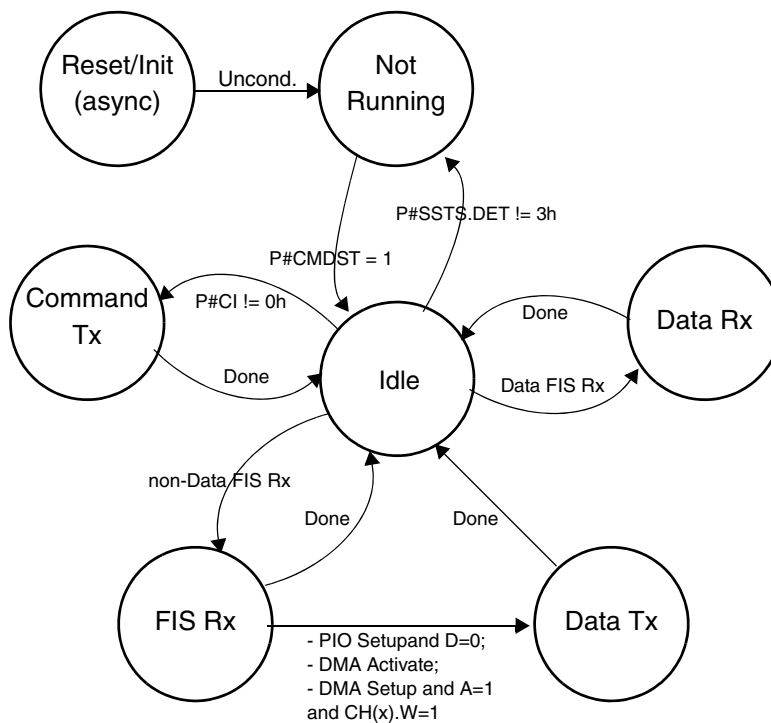 Reset/Init
(async)
Uncond.
Not
Running
P#SSTS.DET != 3h
P#CMDST = 1
Command
Tx
P#CI != 0h
Done
Idle
Done
Data FIS Rx
Data Rx
non-Data FIS Rx
Done
Done
FIS Rx
- PIO Setupand D=0;
- DMA Activate;
- DMA Setup and A=1
and CH(x).W=1
Data Tx